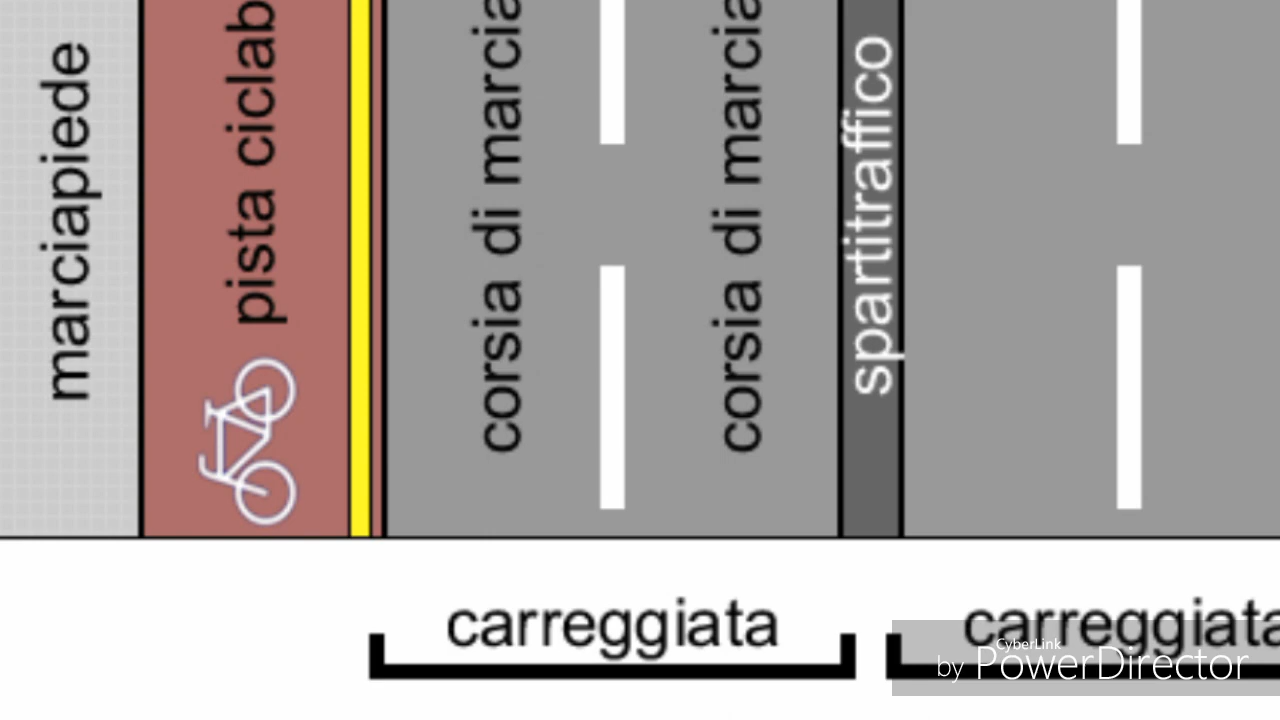 marciapiede
pista ciclab
corsia di marcia
corsia di marcia
spartitraffico
carreggiata
carreggiata
CyberLink
by PowerDirector